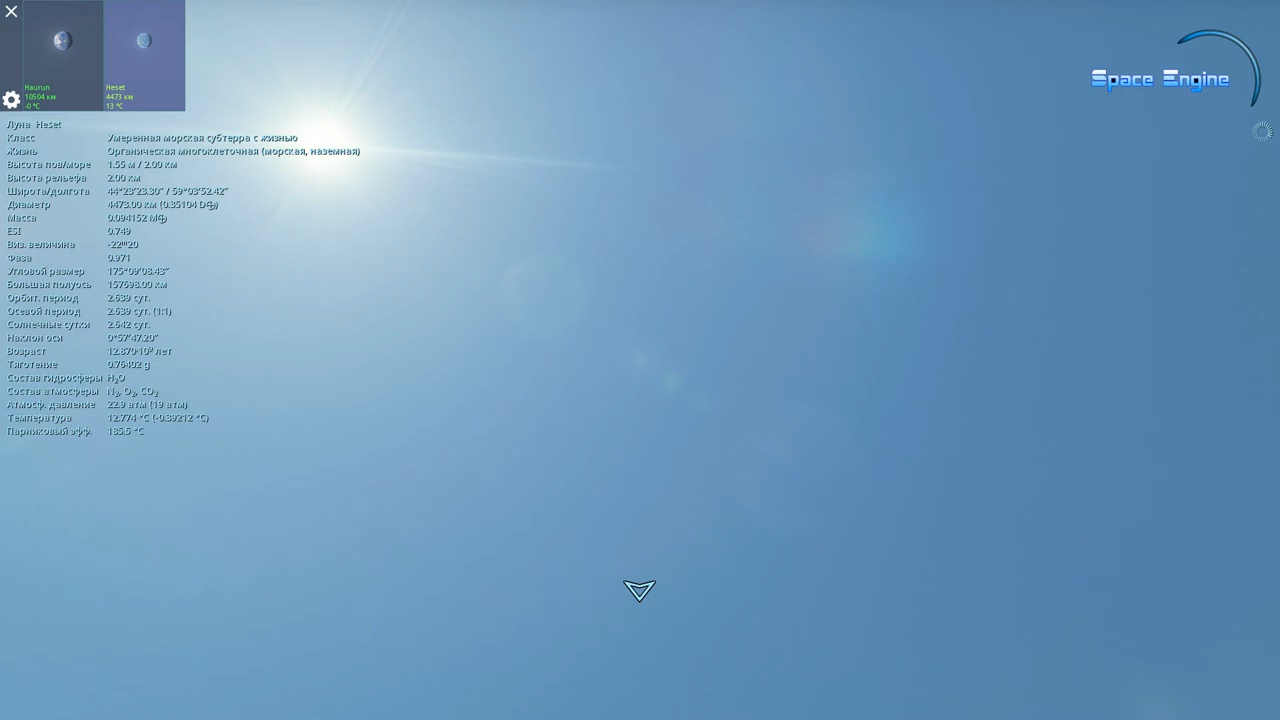 Haurun
10504 км
-0 °C
Heset
4473 км
13 °C
Space Engine
Луна Heset
Класс Умеренная морская субтерра с жизнью
Жизнь Органическая многоклеточная (морская, наземная)
Высота пов/море 1.55 м / 2.00 км
Высота рельефа 2.00 км
Широта/долгота 44°23'23.30" / 59°03'52.42"
Диаметр 4473.00 км (0.35104 D⊕)
Масса 0.094152 M⊕
ESI 0.749
Виз. величина -22ᵐ20
Фаза 0.971
Угловой размер 175°09'08.43"
Большая полуось 157698.00 км
Орбит. период 2.639 сут.
Осевой период 2.639 сут. (1:1)
Солнечные сутки 2.642 сут.
Наклон оси 0°57'47.20"
Возраст 12.870·10⁹ лет
Тяготение 0.76402 g
Состав гидросферы H₂O
Состав атмосферы N₂, O₂, CO₂
Атмосф. давление 22.9 атм (19 атм)
Температура 12.774 °C (-0.39212 °C)
Парниковый эфф. 185.5 °C